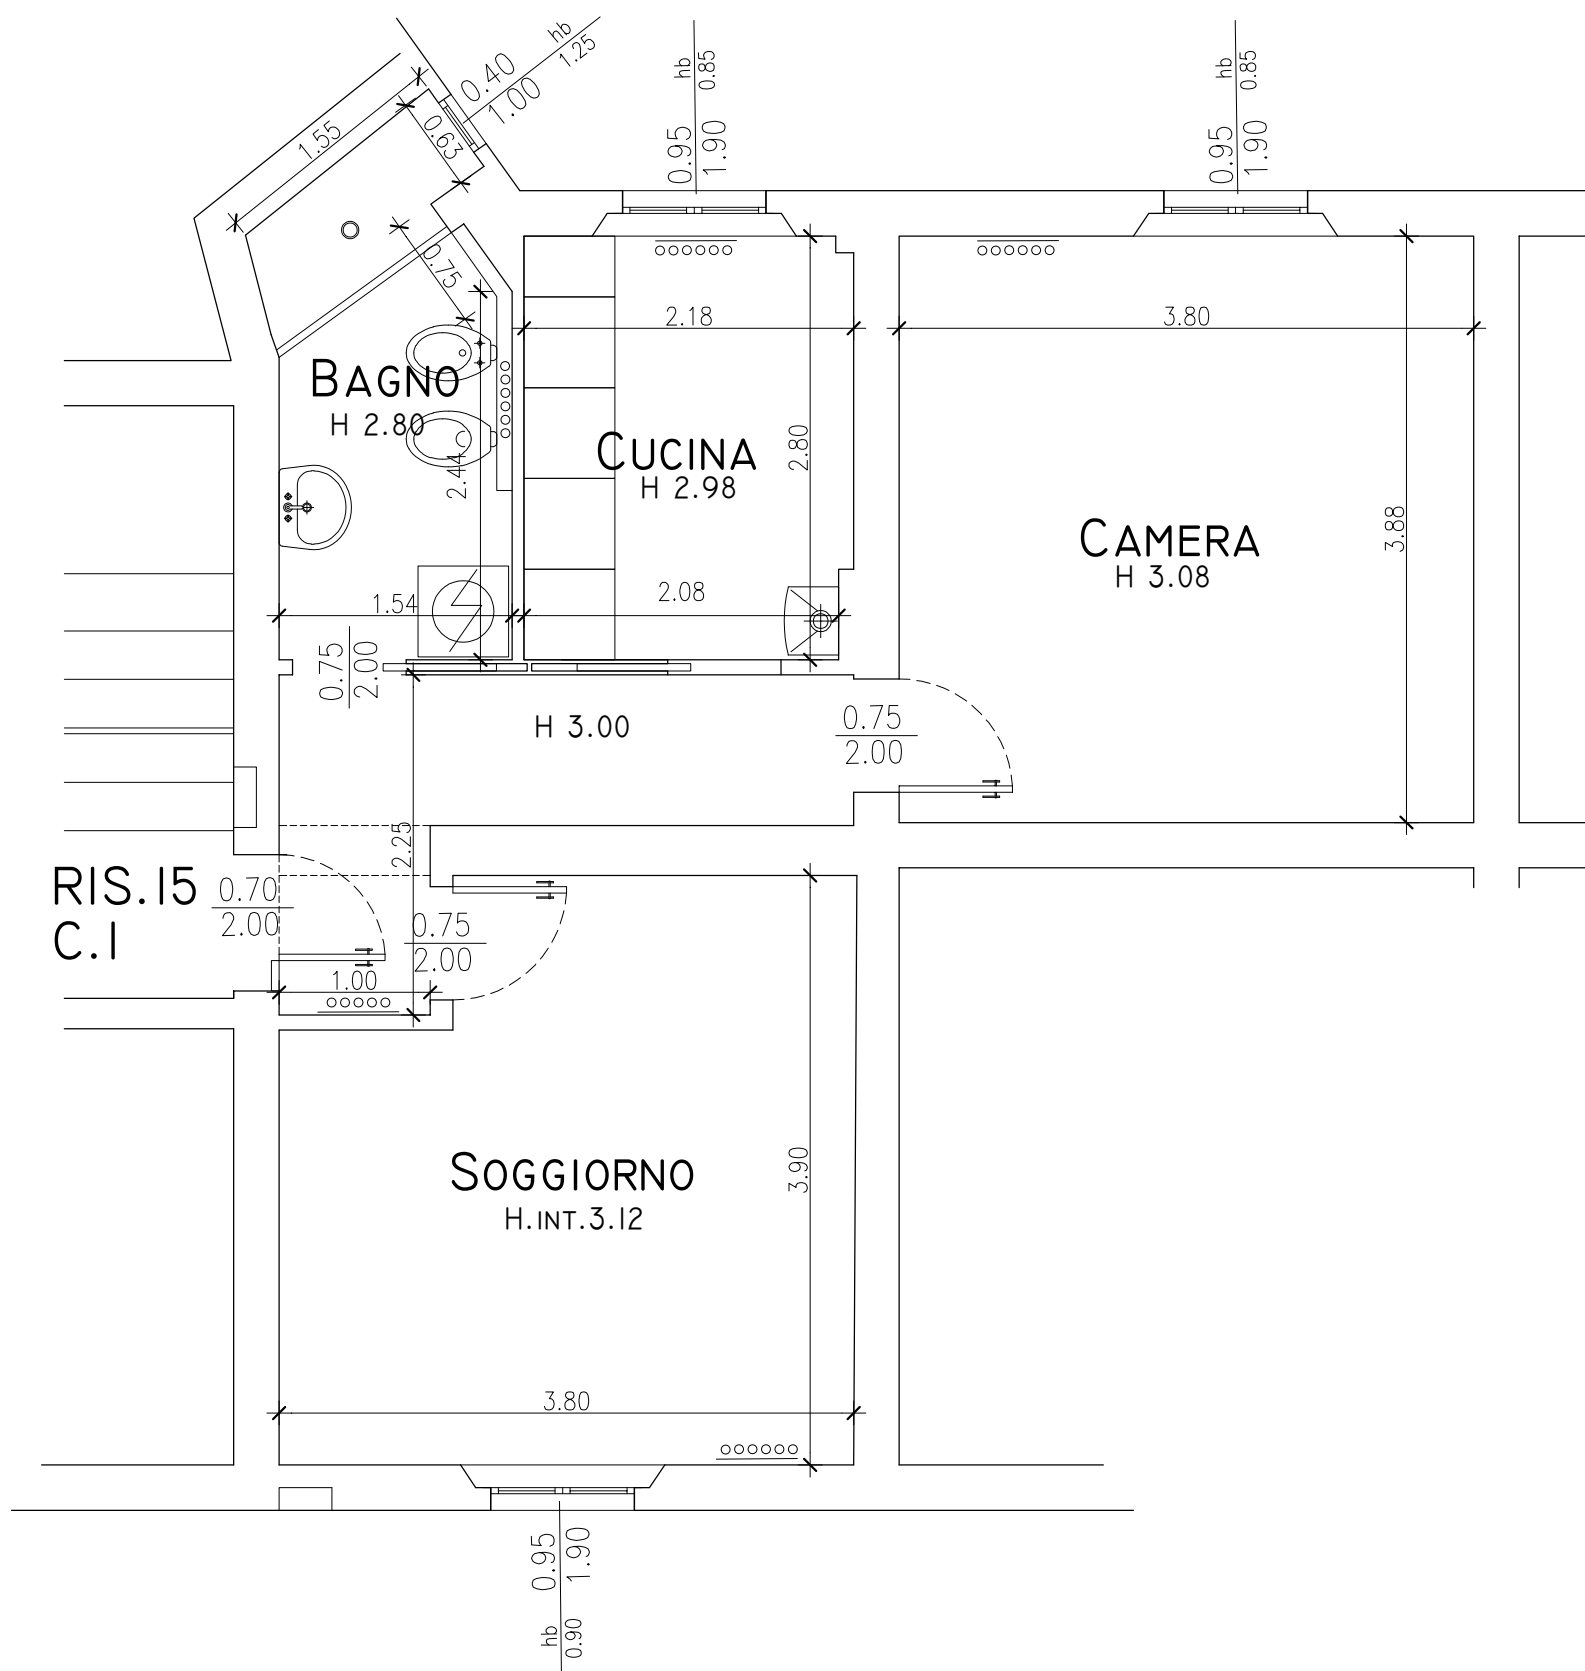 hb
1.25
0.40
1.00
hb
0.85
0.95
1.90
hb
0.85
0.95
1.90
1.55
0.63
0.75
2.18
3.80
BAGNO
H 2.80
2.44
CUCINA
H 2.98
2.80
CAMERA
H 3.08
3.88
1.54
2.08
0.75
2.00
H 3.00
0.75
2.00
2.25
RIS.15
C.1
0.70
2.00
0.75
2.00
1.00
SOGGIORNO
H.INT.3.12
3.90
3.80
0.95
1.90
hb
0.90